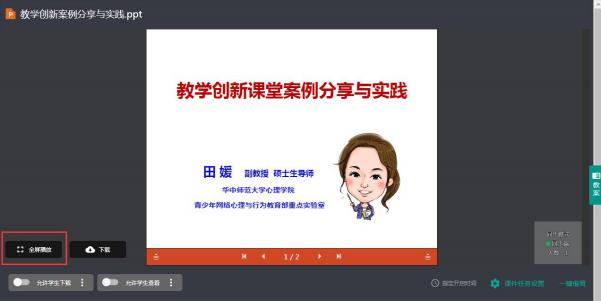 教学创新案例分享与实践.ppt
教学创新课堂案例分享与实践
田 媛 副教授 硕士生导师
华中师范大学心理学院
青少年网络心理与行为教育部重点实验室
教案
全屏播放 下载
1 / 2
允许学生下载 允许学生查看 指定开启时间 课件任务设置 一键借用